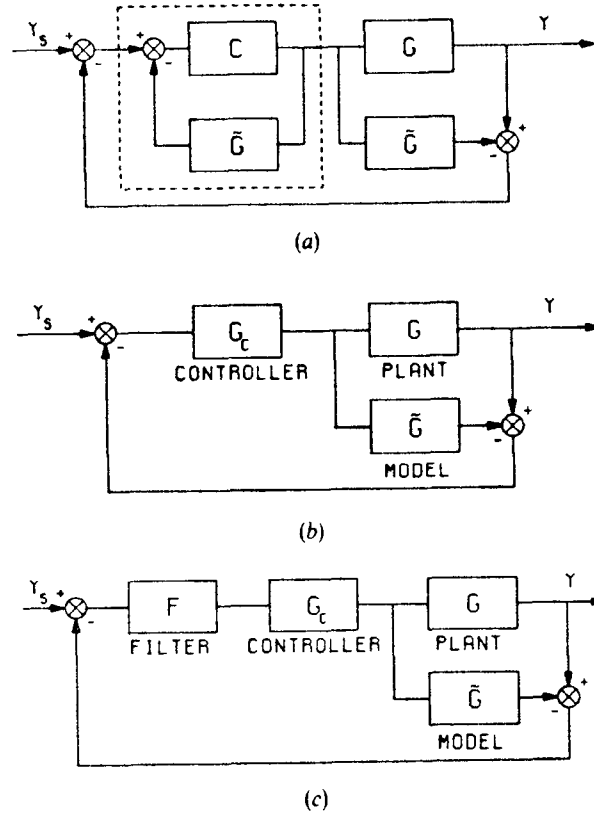 Y_S + - + - C G Y
G̃ G̃ + -
(a)
Y_S + - G_C G Y
CONTROLLER PLANT
G̃ + -
MODEL
(b)
Y_S + - F G_C G Y
FILTER CONTROLLER PLANT
G̃ + -
MODEL
(c)